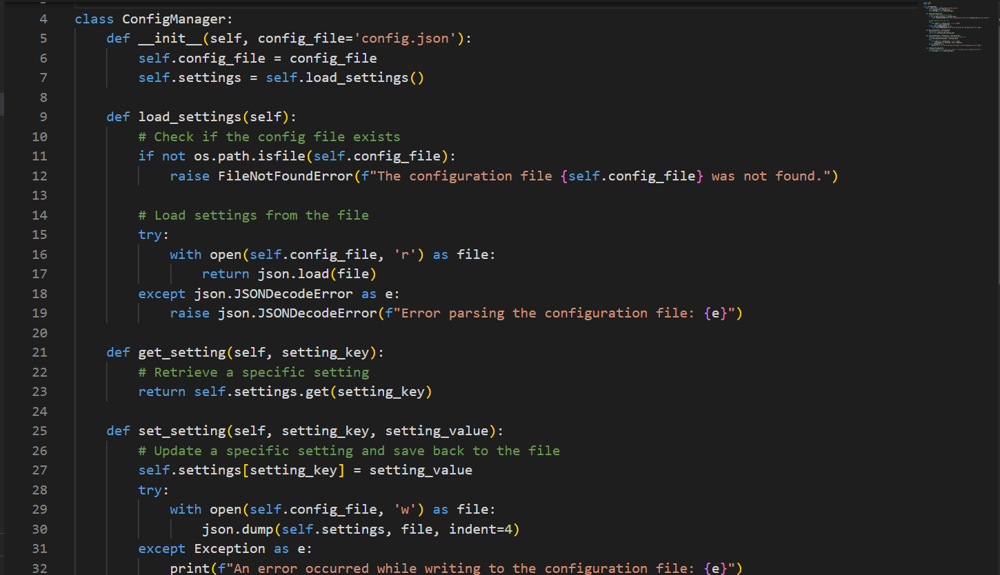 4 class ConfigManager:
5     def __init__(self, config_file='config.json'):
6         self.config_file = config_file
7         self.settings = self.load_settings()
8
9     def load_settings(self):
10         # Check if the config file exists
11         if not os.path.isfile(self.config_file):
12             raise FileNotFoundError(f"The configuration file {self.config_file} was not found.")
13
14         # Load settings from the file
15         try:
16             with open(self.config_file, 'r') as file:
17                 return json.load(file)
18         except json.JSONDecodeError as e:
19             raise json.JSONDecodeError(f"Error parsing the configuration file: {e}")
20
21     def get_setting(self, setting_key):
22         # Retrieve a specific setting
23         return self.settings.get(setting_key)
24
25     def set_setting(self, setting_key, setting_value):
26         # Update a specific setting and save back to the file
27         self.settings[setting_key] = setting_value
28         try:
29             with open(self.config_file, 'w') as file:
30                 json.dump(self.settings, file, indent=4)
31         except Exception as e:
32             print(f"An error occurred while writing to the configuration file: {e}")